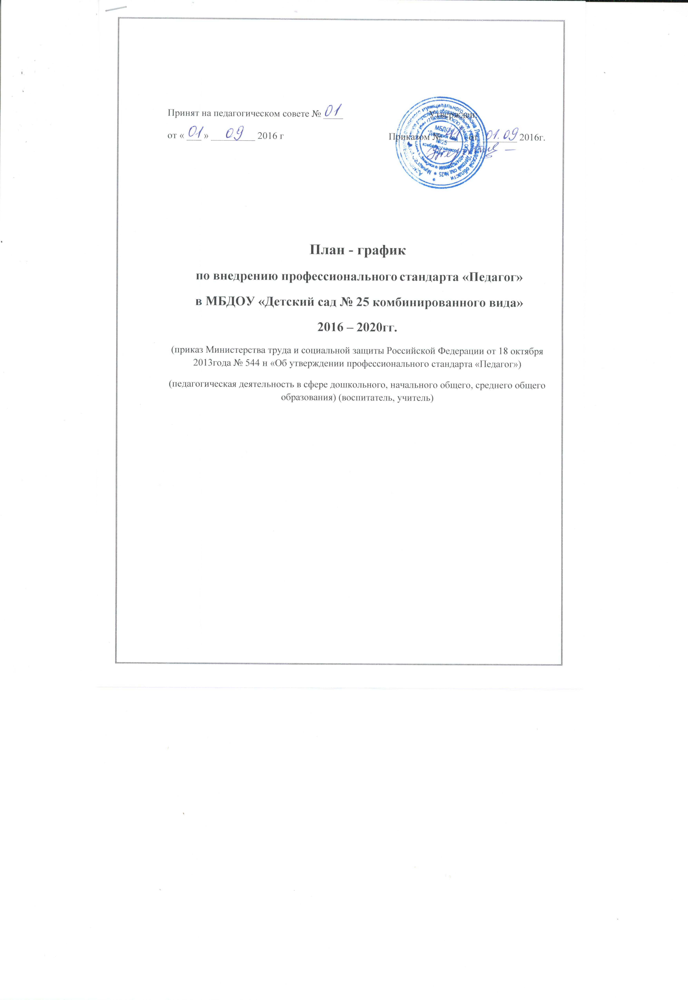 Принят на педагогическом совете № 01
от « 01 » 09 2016 г
Утвержден:
Приказом № от 01.09 2016г.
МБДОУ
"Детский сад
№25
комбинированного
План - график
по внедрению профессионального стандарта «Педагог»
в МБДОУ «Детский сад № 25 комбинированного вида»
2016 – 2020гг.
(приказ Министерства труда и социальной защиты Российской Федерации от 18 октября
2013года № 544 н «Об утверждении профессионального стандарта «Педагог»)
(педагогическая деятельность в сфере дошкольного, начального общего, среднего общего
образования) (воспитатель, учитель)